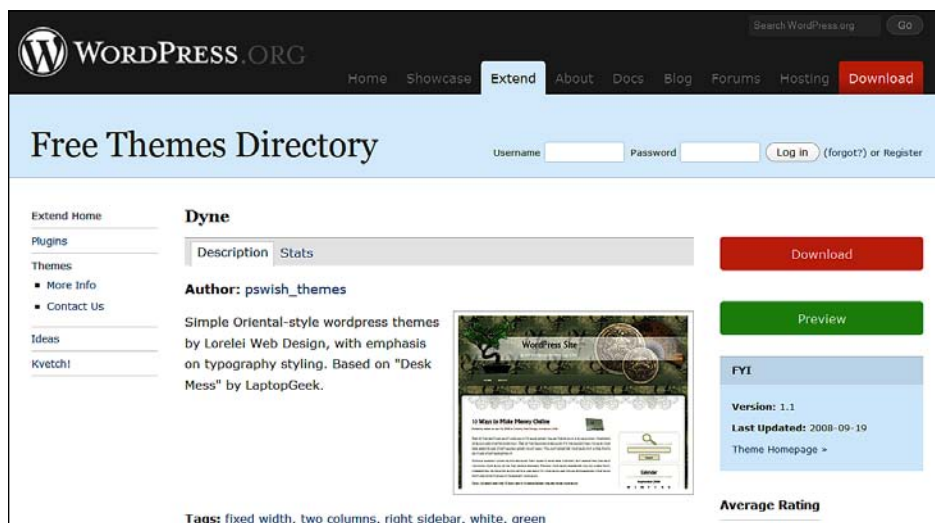 Search WordPress.org Go
WORDPRESS.ORG
Home Showcase Extend About Docs Blog Forums Hosting Download
Free Themes Directory
Username Password Log in (forgot?) or Register
Extend Home
Plugins
Themes
More Info
Contact Us
Ideas
Kvetch!
Dyne
Description Stats
Author: pswish_themes
Simple Oriental-style wordpress themes
by Lorelei Web Design, with emphasis
on typography styling. Based on "Desk
Mess" by LaptopGeek.
WordPress Site
10 Ways to Make Money Online
Calendar
Tags: fixed width, two columns, right sidebar, white, green
Download
Preview
FYI
Version: 1.1
Last Updated: 2008-09-19
Theme Homepage »
Average Rating